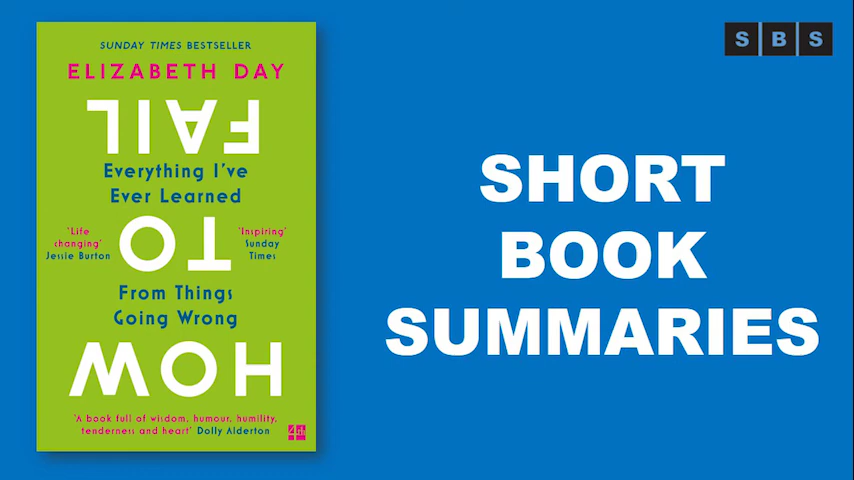 SUNDAY TIMES BESTSELLER
ELIZABETH DAY
FAIL
Everything I've
Ever Learned
'Life
changing'
Jessie Burton
TO
'Inspiring'
Sunday
Times
From Things
Going Wrong
HOW
'A book full of wisdom, humour, humility,
tenderness and heart' Dolly Alderton
4th
S B S
SHORT
BOOK
SUMMARIES